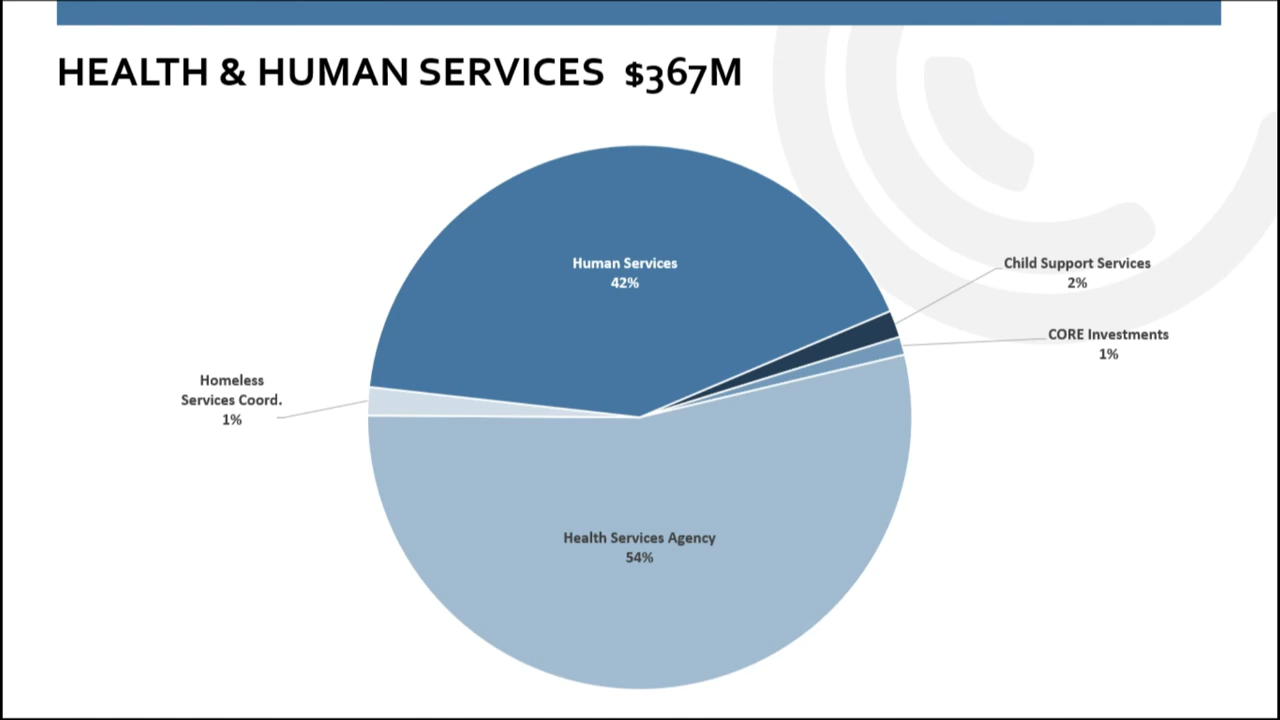 HEALTH & HUMAN SERVICES $367M
Human Services
42%
Child Support Services
2%
CORE Investments
1%
Homeless
Services Coord.
1%
Health Services Agency
54%